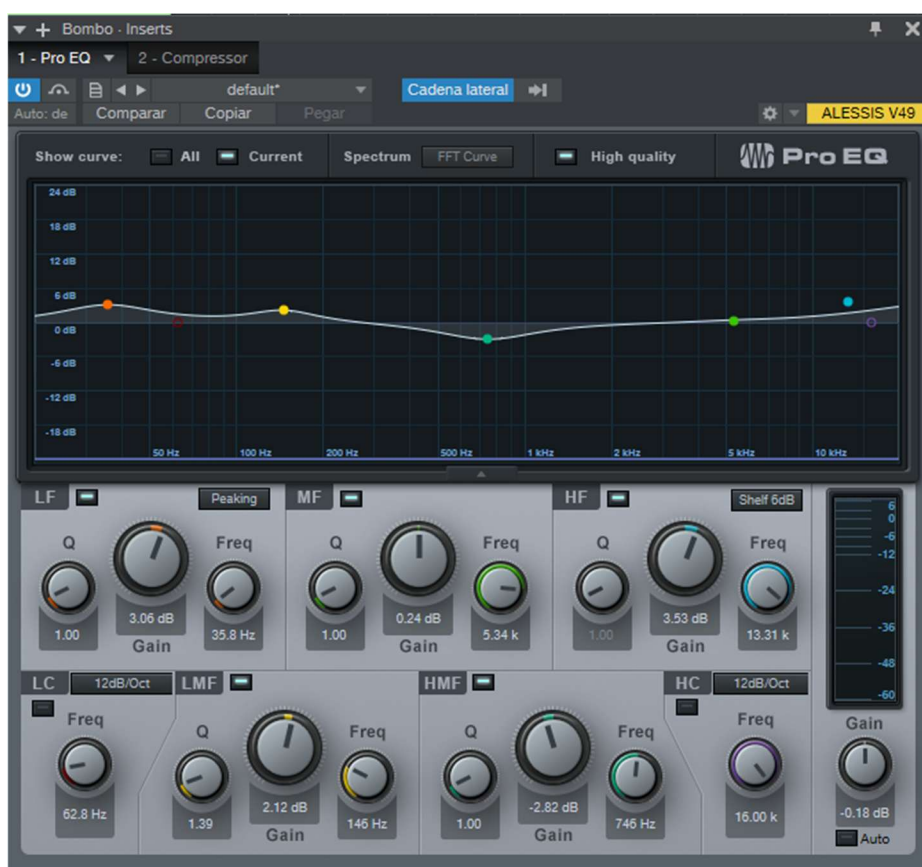 Bombo · Inserts
1 - Pro EQ 2 - Compressor
default* Cadena lateral
Auto: de Comparar Copiar Pegar ALESSIS V49
Show curve: All Current Spectrum FFT Curve High quality Pro EQ
24 dB
18 dB
12 dB
6 dB
0 dB
-6 dB
-12 dB
-18 dB
50 Hz 100 Hz 200 Hz 500 Hz 1 kHz 2 kHz 5 kHz 10 kHz
LF Peaking MF HF Shelf 6dB
Q Freq Q Freq Q Freq
1.00 3.06 dB 35.8 Hz 1.00 0.24 dB 5.34 k 1.00 3.53 dB 13.31 k
Gain Gain Gain
6
0
-6
-12
-24
-36
-48
-60
LC 12dB/Oct LMF HMF HC 12dB/Oct
Freq Q Freq Q Freq Freq Gain
62.8 Hz 1.39 2.12 dB 146 Hz 1.00 -2.82 dB 746 Hz 16.00 k -0.18 dB
Gain Gain Auto